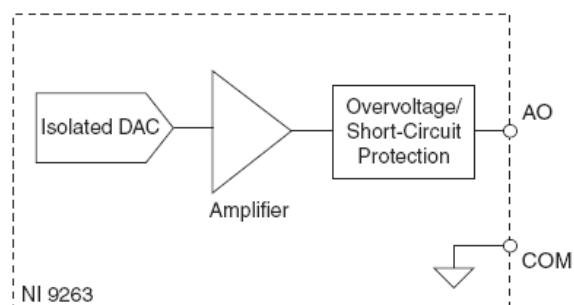 Isolated DAC
Amplifier
Overvoltage/
Short-Circuit
Protection
AO
COM
NI 9263